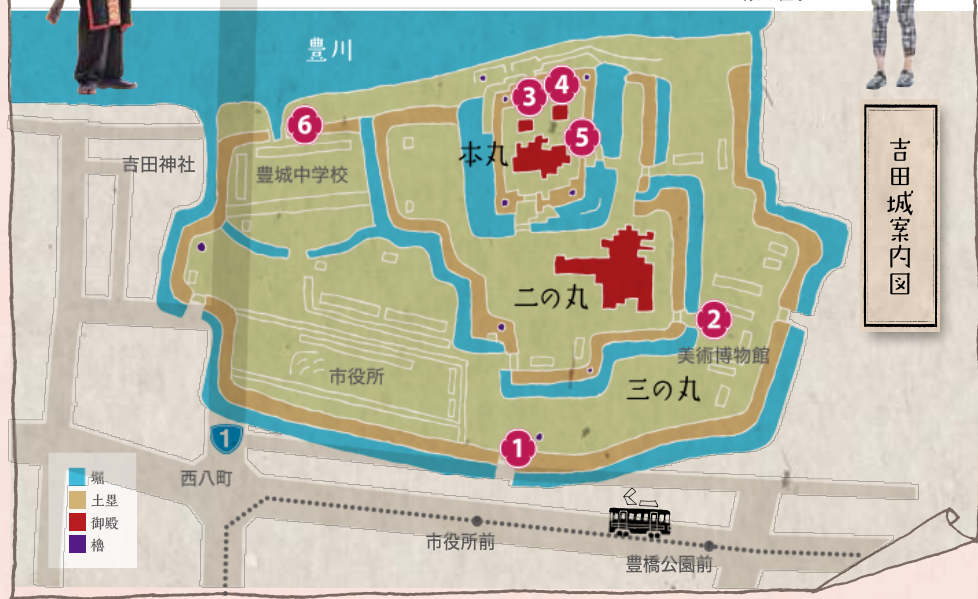 豊川
3
4
5
6
本丸
吉田神社
豊城中学校
吉田城案内図
二の丸
2
美術博物館
三の丸
市役所
1
1
西八町
堀
土塁
御殿
櫓
市役所前
豊橋公園前